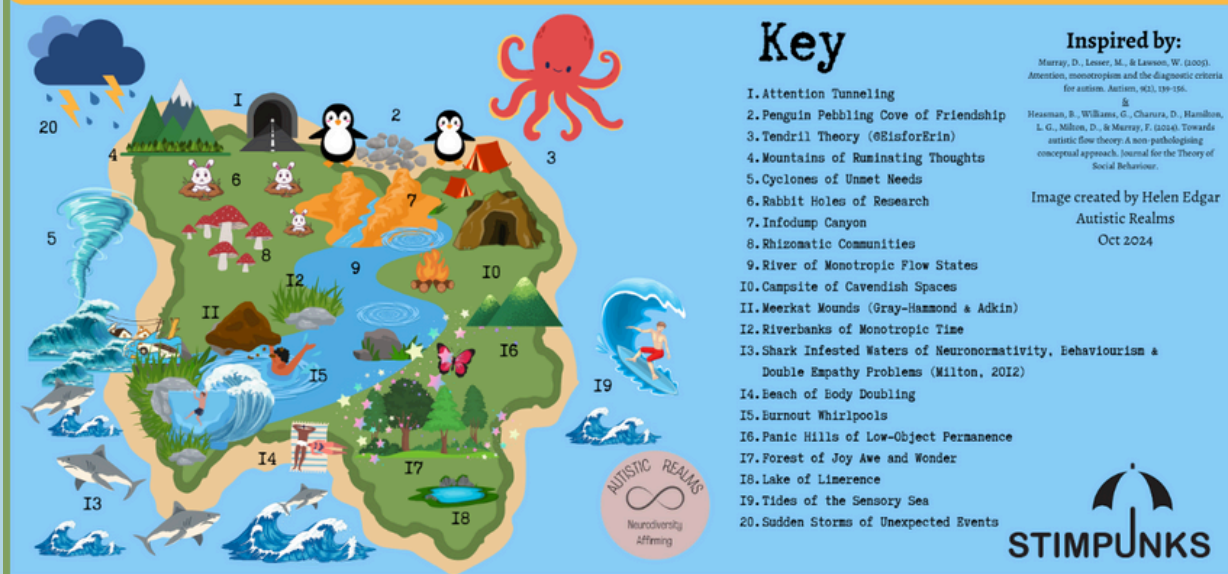 Key
1. Attention Tunneling
2. Penguin Pebbling Cove of Friendship
3. Tendril Theory (@EisforErin)
4. Mountains of Ruminating Thoughts
5. Cyclones of Unmet Needs
6. Rabbit Holes of Research
7. Infodump Canyon
8. Rhizomatic Communities
9. River of Monotropic Flow States
10. Campsite of Cavendish Spaces
11. Meerkat Mounds (Gray-Hammond & Adkin)
12. Riverbanks of Monotropic Time
13. Shark Infested Waters of Neuronormativity, Behaviourism &
Double Empathy Problems (Milton, 2012)
14. Beach of Body Doubling
15. Burnout Whirlpools
16. Panic Hills of Low-Object Permanence
17. Forest of Joy Awe and Wonder
18. Lake of Limerence
19. Tides of the Sensory Sea
20. Sudden Storms of Unexpected Events
Inspired by:
Murray, D., Lesser, M., & Lawson, W. (2005).
Attention, monotropism and the diagnostic criteria
for autism. Autism, 9(2), 139-156.
&
Heasman, B., Williams, G., Charura, D., Hamilton,
L. G., Milton, D., & Murray, F. (2024). Towards
autistic flow theory: A non-pathologising
conceptual approach. Journal for the Theory of
Social Behaviour.
Image created by Helen Edgar
Autistic Realms
Oct 2024
20
1
2
3
4
6
5
7
8
9
10
12
11
16
15
19
14
17
13
18
AUTISTIC REALMS
Neurodiversity
Affirming
STIMPUNKS